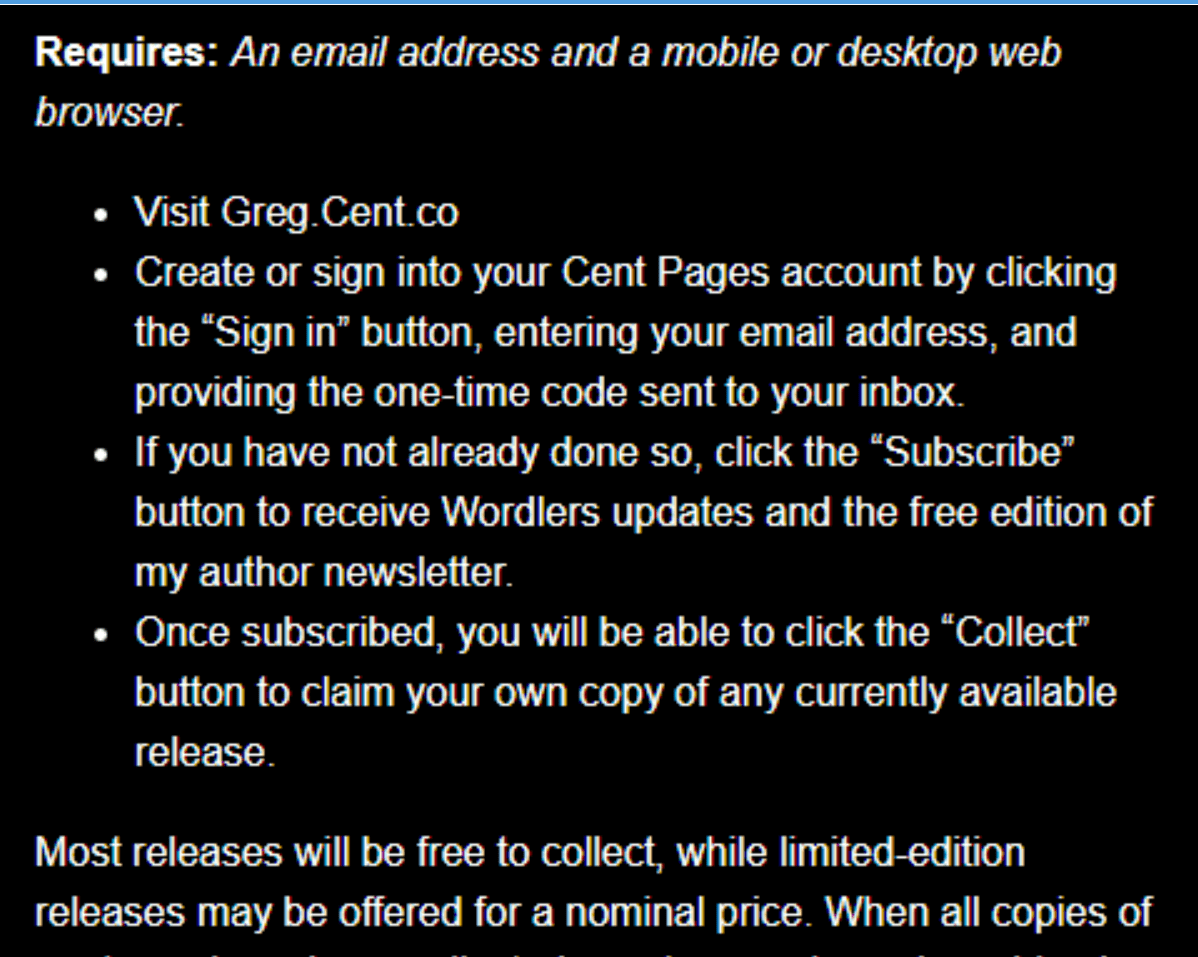 Requires: An email address and a mobile or desktop web
browser.
• Visit Greg.Cent.co
• Create or sign into your Cent Pages account by clicking
the “Sign in” button, entering your email address, and
providing the one-time code sent to your inbox.
• If you have not already done so, click the “Subscribe”
button to receive Wordlers updates and the free edition of
my author newsletter.
• Once subscribed, you will be able to click the “Collect”
button to claim your own copy of any currently available
release.
Most releases will be free to collect, while limited-edition
releases may be offered for a nominal price. When all copies of